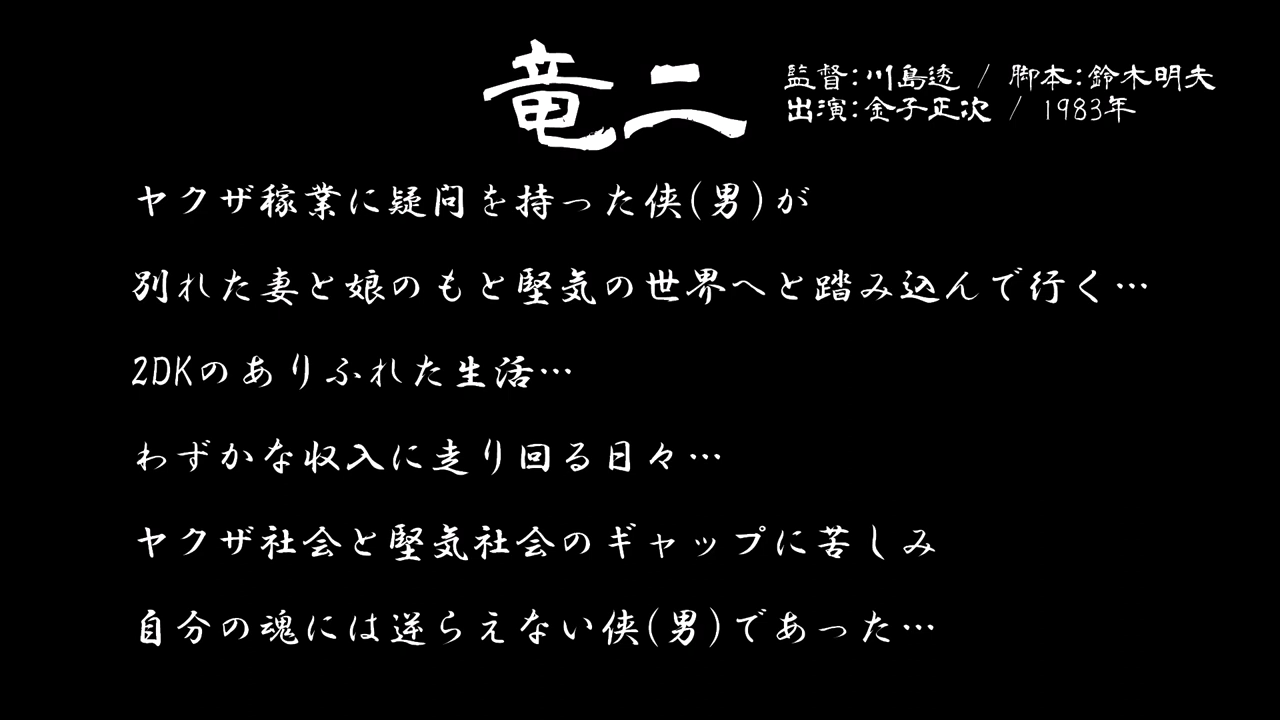 竜二
監督:川島透 / 脚本:鈴木明夫
出演:金子正次 / 1983年
ヤクザ稼業に疑問を持った侠(男)が
別れた妻と娘のもと堅気の世界へと踏み込んで行く…
2DKのありふれた生活…
わずかな収入に走り回る日々…
ヤクザ社会と堅気社会のギャップに苦しみ
自分の魂には逆らえない侠(男)であった…